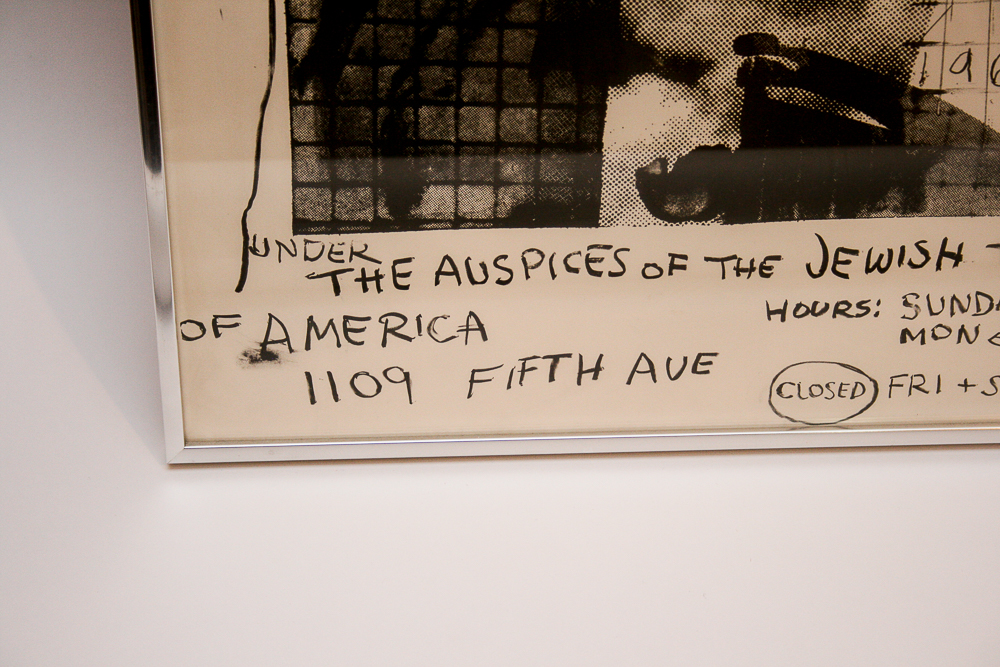 196
UNDER
THE AUSPICES OF THE JEWISH
OF AMERICA
HOURS: SUND
MON
1109 FIFTH AVE
CLOSED FRI + S